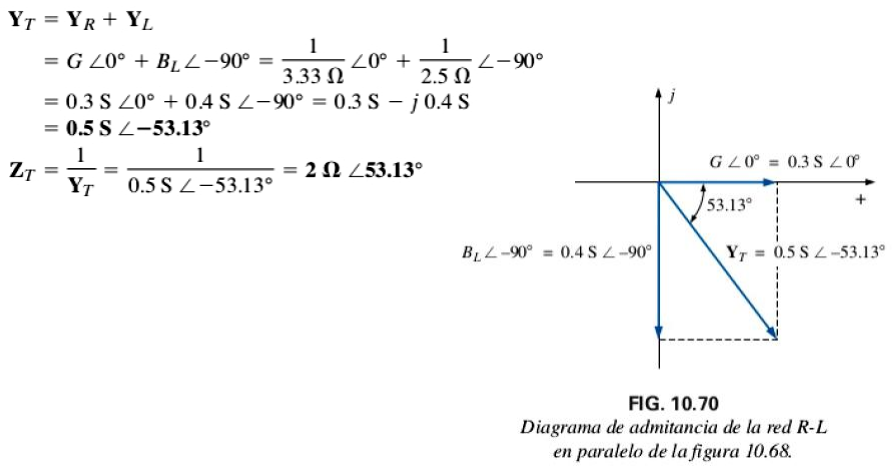 Y_T = Y_R + Y_L
= G ∠0° + B_L ∠−90° = 1/3.33 Ω ∠0° + 1/2.5 Ω ∠−90°
= 0.3 S ∠0° + 0.4 S ∠−90° = 0.3 S − j 0.4 S
= 0.5 S ∠−53.13°
Z_T = 1/Y_T = 1/0.5 S ∠−53.13° = 2 Ω ∠53.13°
j
G ∠ 0° = 0.3 S ∠ 0°
+
53.13°
B_L ∠ –90° = 0.4 S ∠ –90°
Y_T = 0.5 S ∠ –53.13°
FIG. 10.70
Diagrama de admitancia de la red R-L
en paralelo de la figura 10.68.